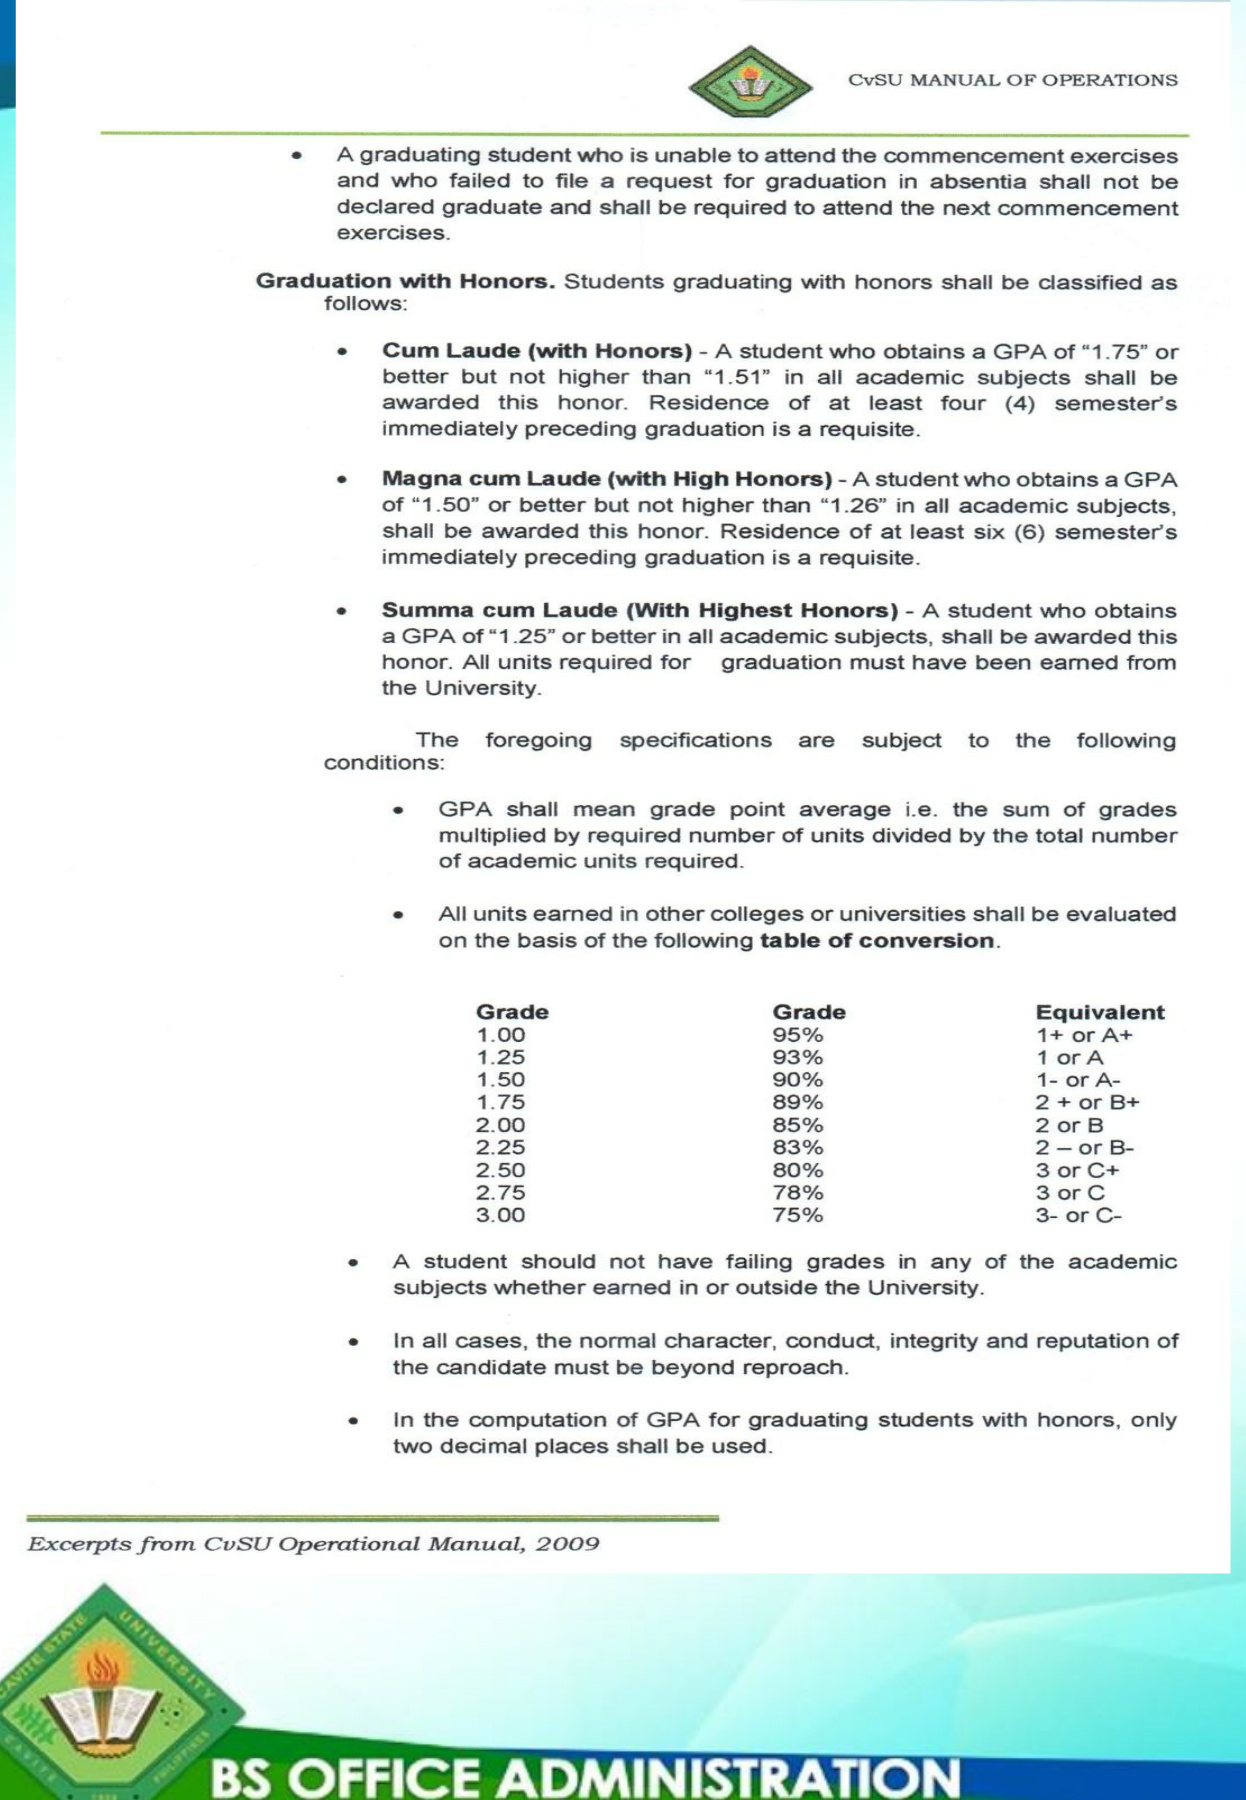 CvSU MANUAL OF OPERATIONS
• A graduating student who is unable to attend the commencement exercises
and who failed to file a request for graduation in absentia shall not be
declared graduate and shall be required to attend the next commencement
exercises.
Graduation with Honors. Students graduating with honors shall be classified as
follows:
• Cum Laude (with Honors) - A student who obtains a GPA of “1.75” or
better but not higher than “1.51” in all academic subjects shall be
awarded this honor. Residence of at least four (4) semester's
immediately preceding graduation is a requisite.
• Magna cum Laude (with High Honors) - A student who obtains a GPA
of “1.50” or better but not higher than “1.26” in all academic subjects,
shall be awarded this honor. Residence of at least six (6) semester's
immediately preceding graduation is a requisite.
• Summa cum Laude (With Highest Honors) - A student who obtains
a GPA of “1.25” or better in all academic subjects, shall be awarded this
honor. All units required for graduation must have been earned from
the University.
The foregoing specifications are subject to the following
conditions:
• GPA shall mean grade point average i.e. the sum of grades
multiplied by required number of units divided by the total number
of academic units required.
• All units earned in other colleges or universities shall be evaluated
on the basis of the following table of conversion.
Grade Grade Equivalent
1.00 95% 1+ or A+
1.25 93% 1 or A
1.50 90% 1- or A-
1.75 89% 2 + or B+
2.00 85% 2 or B
2.25 83% 2 – or B-
2.50 80% 3 or C+
2.75 78% 3 or C
3.00 75% 3- or C-
• A student should not have failing grades in any of the academic
subjects whether earned in or outside the University.
• In all cases, the normal character, conduct, integrity and reputation of
the candidate must be beyond reproach.
• In the computation of GPA for graduating students with honors, only
two decimal places shall be used.
Excerpts from CvSU Operational Manual, 2009
CAVITE STATE UNIVERSITY
CAVITE PHILIPPINES
BS OFFICE ADMINISTRATION